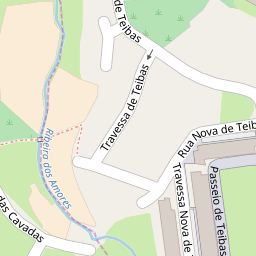 de Teibas
Travessa de Teibas
Rua Nova de Teib
Ribeira dos Amores
Travessa Nova de T
Passeio de Teibas
das Cavadas